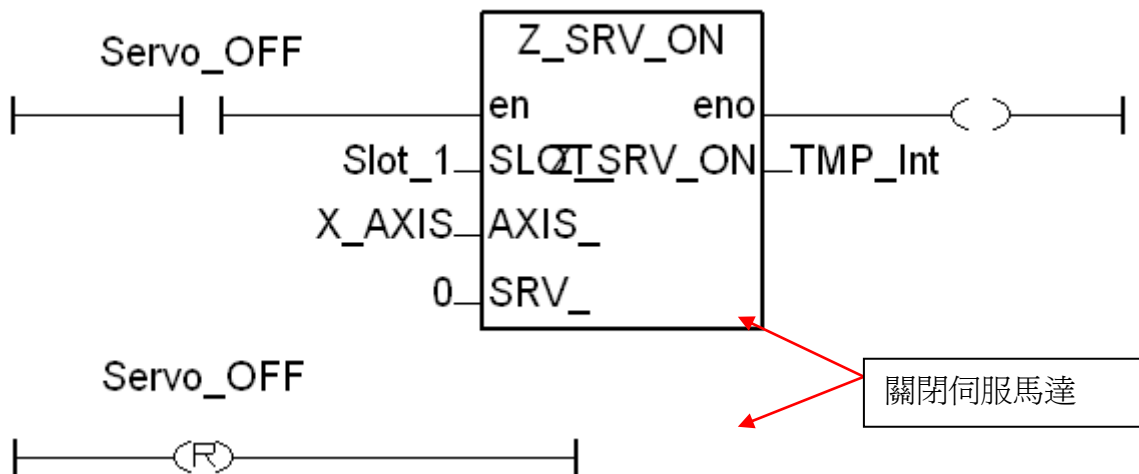 Servo_OFF
Z_SRV_ON
en eno
Slot_1 SLOT_ Z_SRV_ON TMP_Int
X_AXIS AXIS_
0 SRV_
關閉伺服馬達
Servo_OFF
R